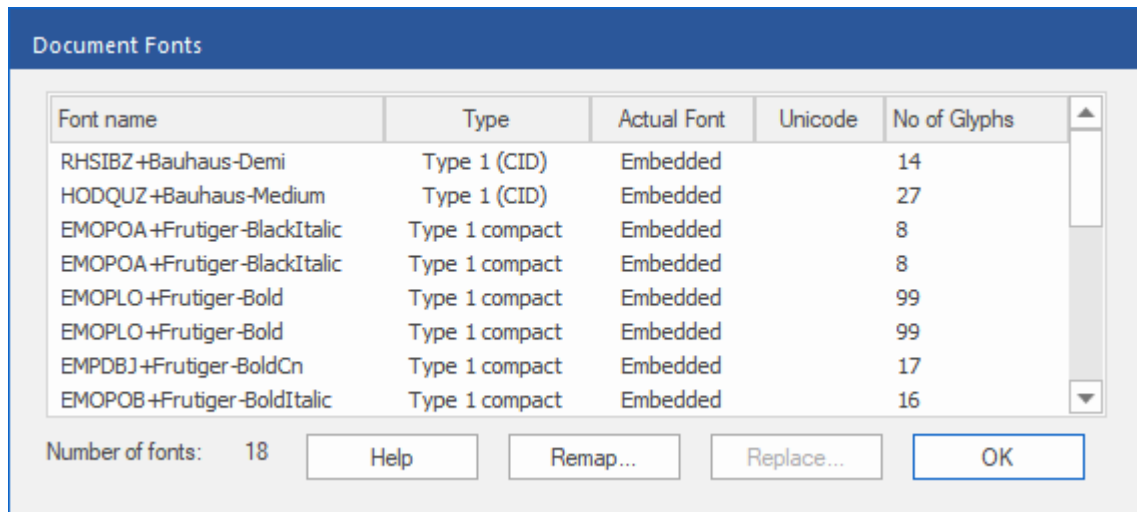 Document Fonts
Font name Type Actual Font Unicode No of Glyphs
RHSIBZ+Bauhaus-Demi Type 1 (CID) Embedded 14
HODQUZ+Bauhaus-Medium Type 1 (CID) Embedded 27
EMOPOA+Frutiger-BlackItalic Type 1 compact Embedded 8
EMOPOA+Frutiger-BlackItalic Type 1 compact Embedded 8
EMOPLO+Frutiger-Bold Type 1 compact Embedded 99
EMOPLO+Frutiger-Bold Type 1 compact Embedded 99
EMPDBJ+Frutiger-BoldCn Type 1 compact Embedded 17
EMOPOB+Frutiger-BoldItalic Type 1 compact Embedded 16
Number of fonts: 18 Help Remap... Replace... OK